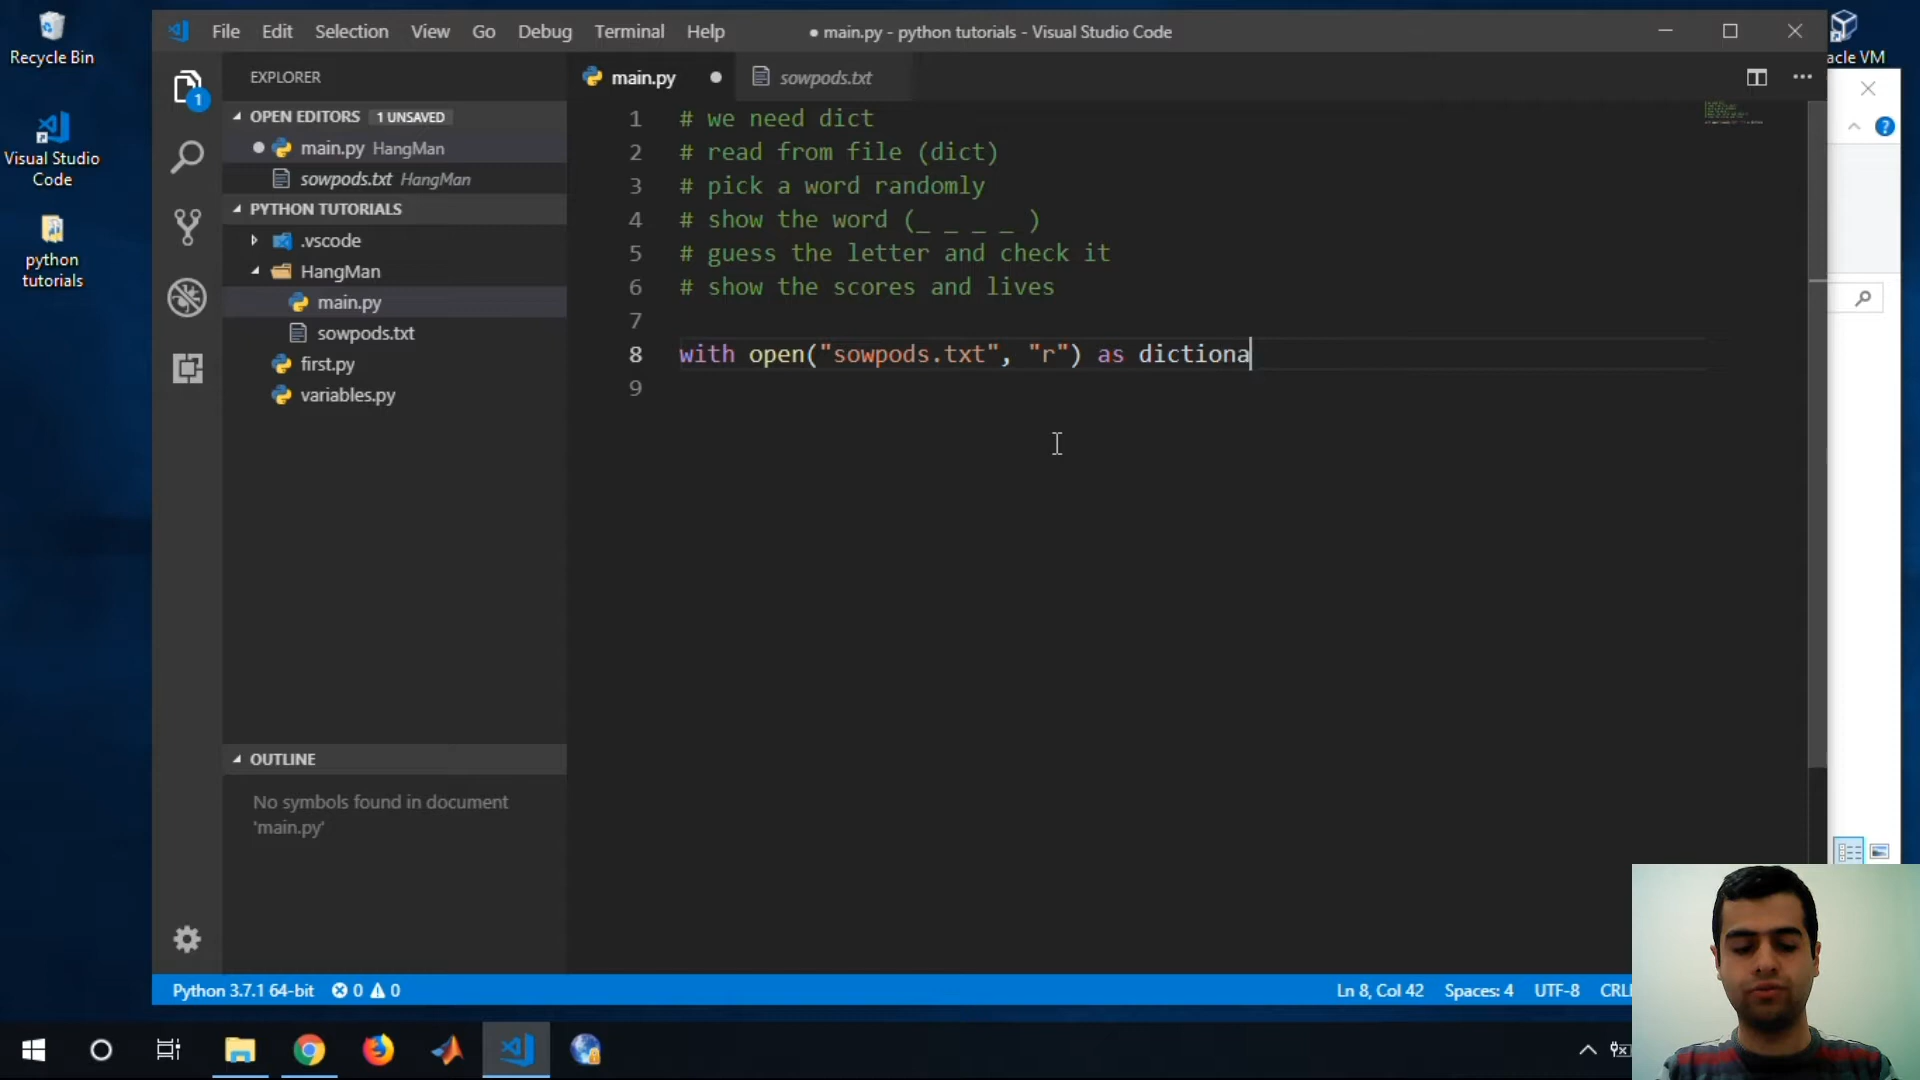 Recycle Bin
Visual Studio
Code
python
tutorials
File Edit Selection View Go Debug Terminal Help
● main.py - python tutorials - Visual Studio Code
acle VM
EXPLORER
1
OPEN EDITORS 1 UNSAVED
main.py HangMan
sowpods.txt HangMan
PYTHON TUTORIALS
.vscode
HangMan
main.py
sowpods.txt
first.py
variables.py
OUTLINE
No symbols found in document
'main.py'
main.py ● sowpods.txt
1 # we need dict
2 # read from file (dict)
3 # pick a word randomly
4 # show the word (_ _ _ _ )
5 # guess the letter and check it
6 # show the scores and lives
7
8 with open("sowpods.txt", "r") as dictiona
9
Python 3.7.1 64-bit 0 0
Ln 8, Col 42 Spaces: 4 UTF-8 CRL